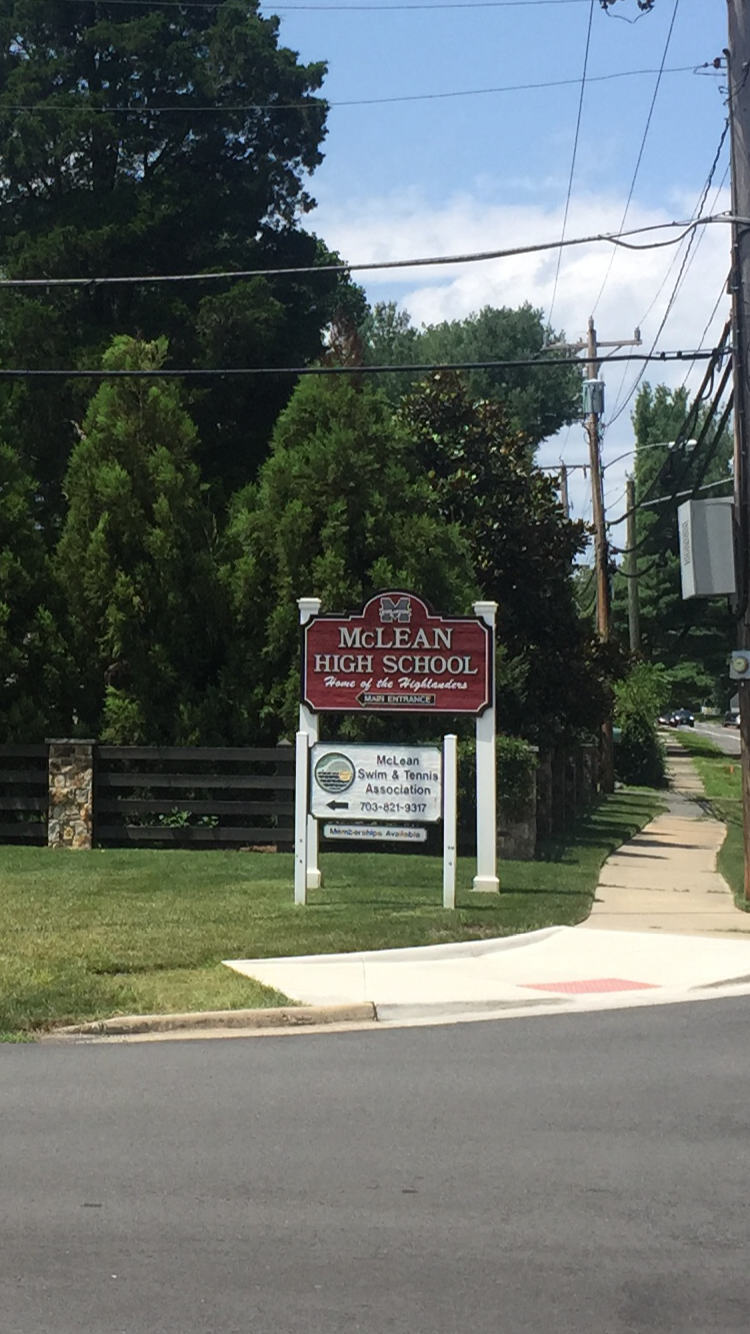 M
McLEAN
HIGH SCHOOL
Home of the Highlanders
MAIN ENTRANCE
McLean
Swim & Tennis
Association
703-821-9317
Memberships Available